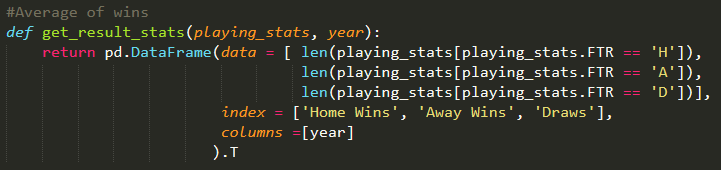 #Average of wins
def get_result_stats(playing_stats, year):
    return pd.DataFrame(data = [ len(playing_stats[playing_stats.FTR == 'H']),
                                 len(playing_stats[playing_stats.FTR == 'A']),
                                 len(playing_stats[playing_stats.FTR == 'D'])],
                        index = ['Home Wins', 'Away Wins', 'Draws'],
                        columns =[year]
                       ).T